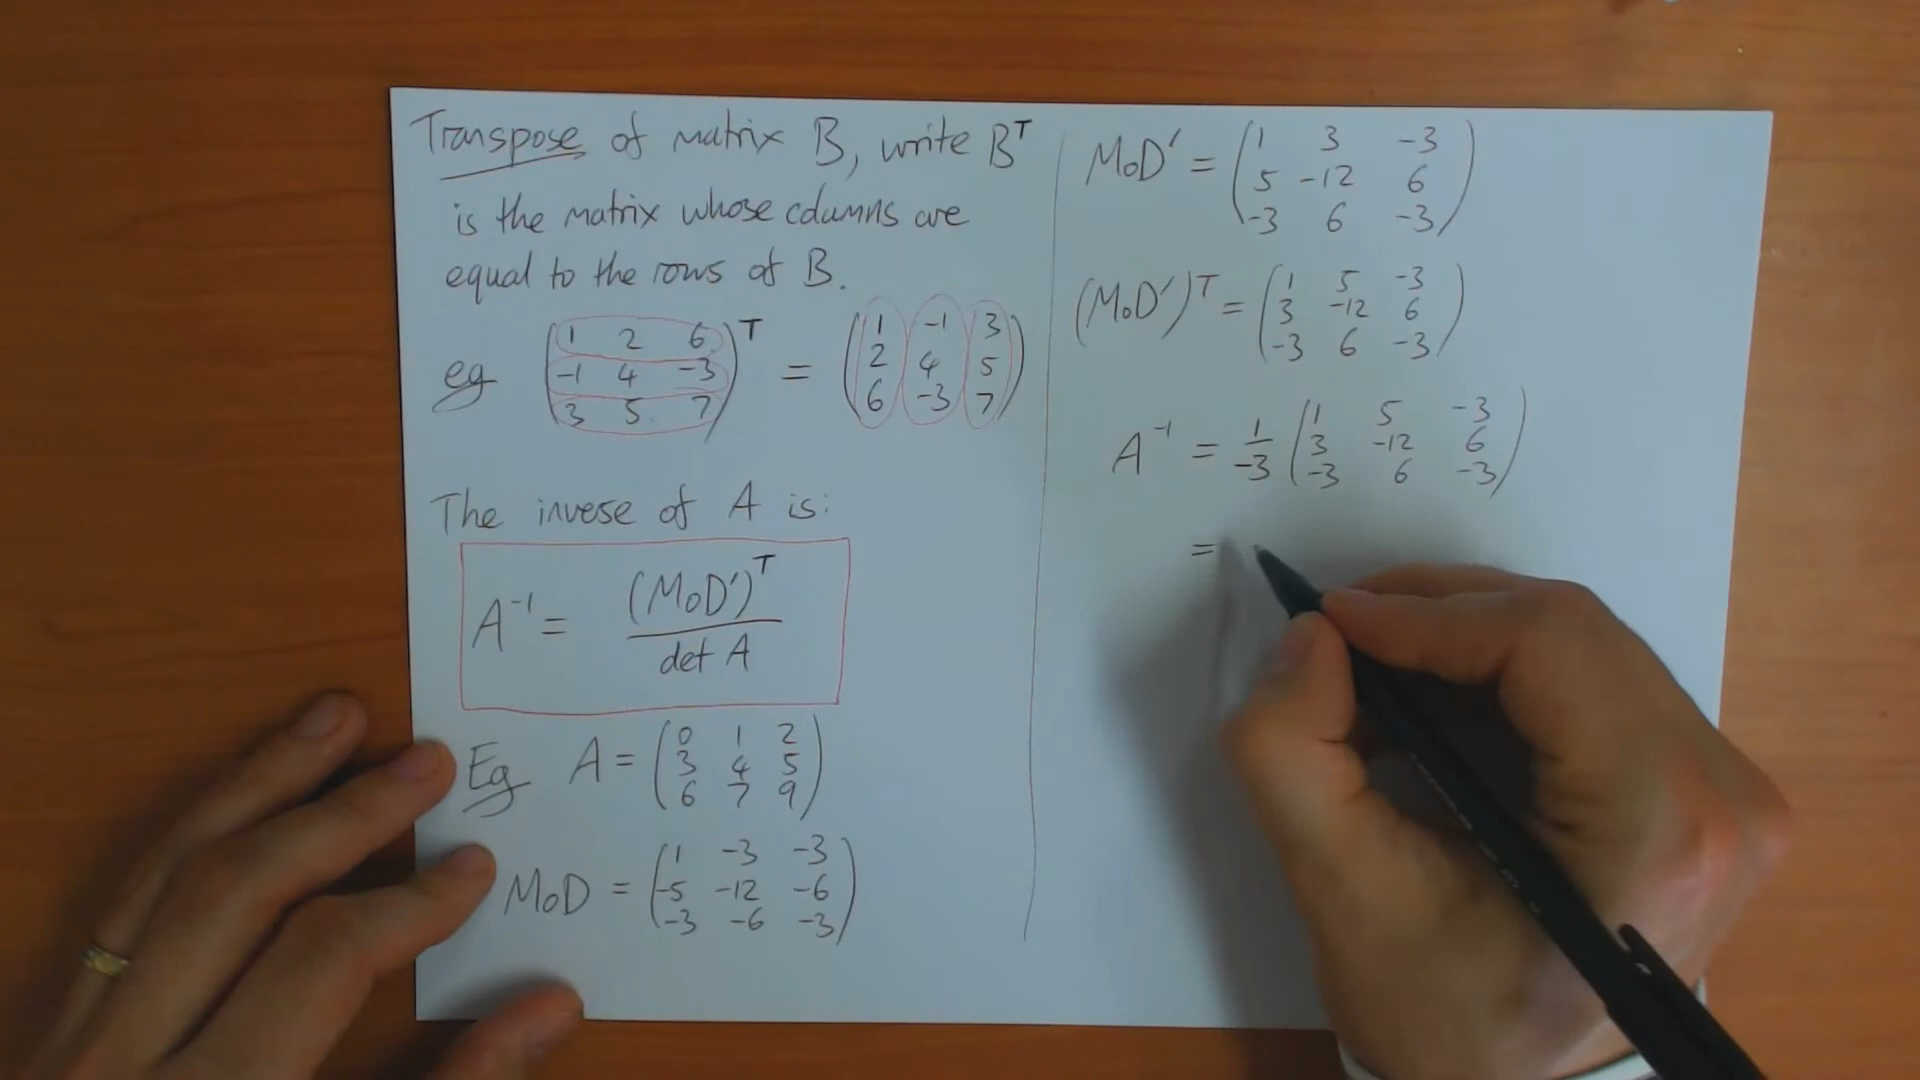 Transpose of matrix B, write Bᵀ
is the matrix whose columns are
equal to the rows of B.
eg (1 2 6)ᵀ = (1 -1 3)
(-1 4 -3) (2 4 5)
(3 5 7) (6 -3 7)
The invese of A is:
A⁻¹ = (MoD′)ᵀ / det A
Eg A = (0 1 2)
(3 4 5)
(6 7 9)
MoD = (1 -3 -3)
(-5 -12 -6)
(-3 -6 -3)
MoD′ = (1 3 -3)
(5 -12 6)
(-3 6 -3)
(MoD′)ᵀ = (1 5 -3)
(3 -12 6)
(-3 6 -3)
A⁻¹ = 1/-3 (1 5 -3)
(3 -12 6)
(-3 6 -3)
=